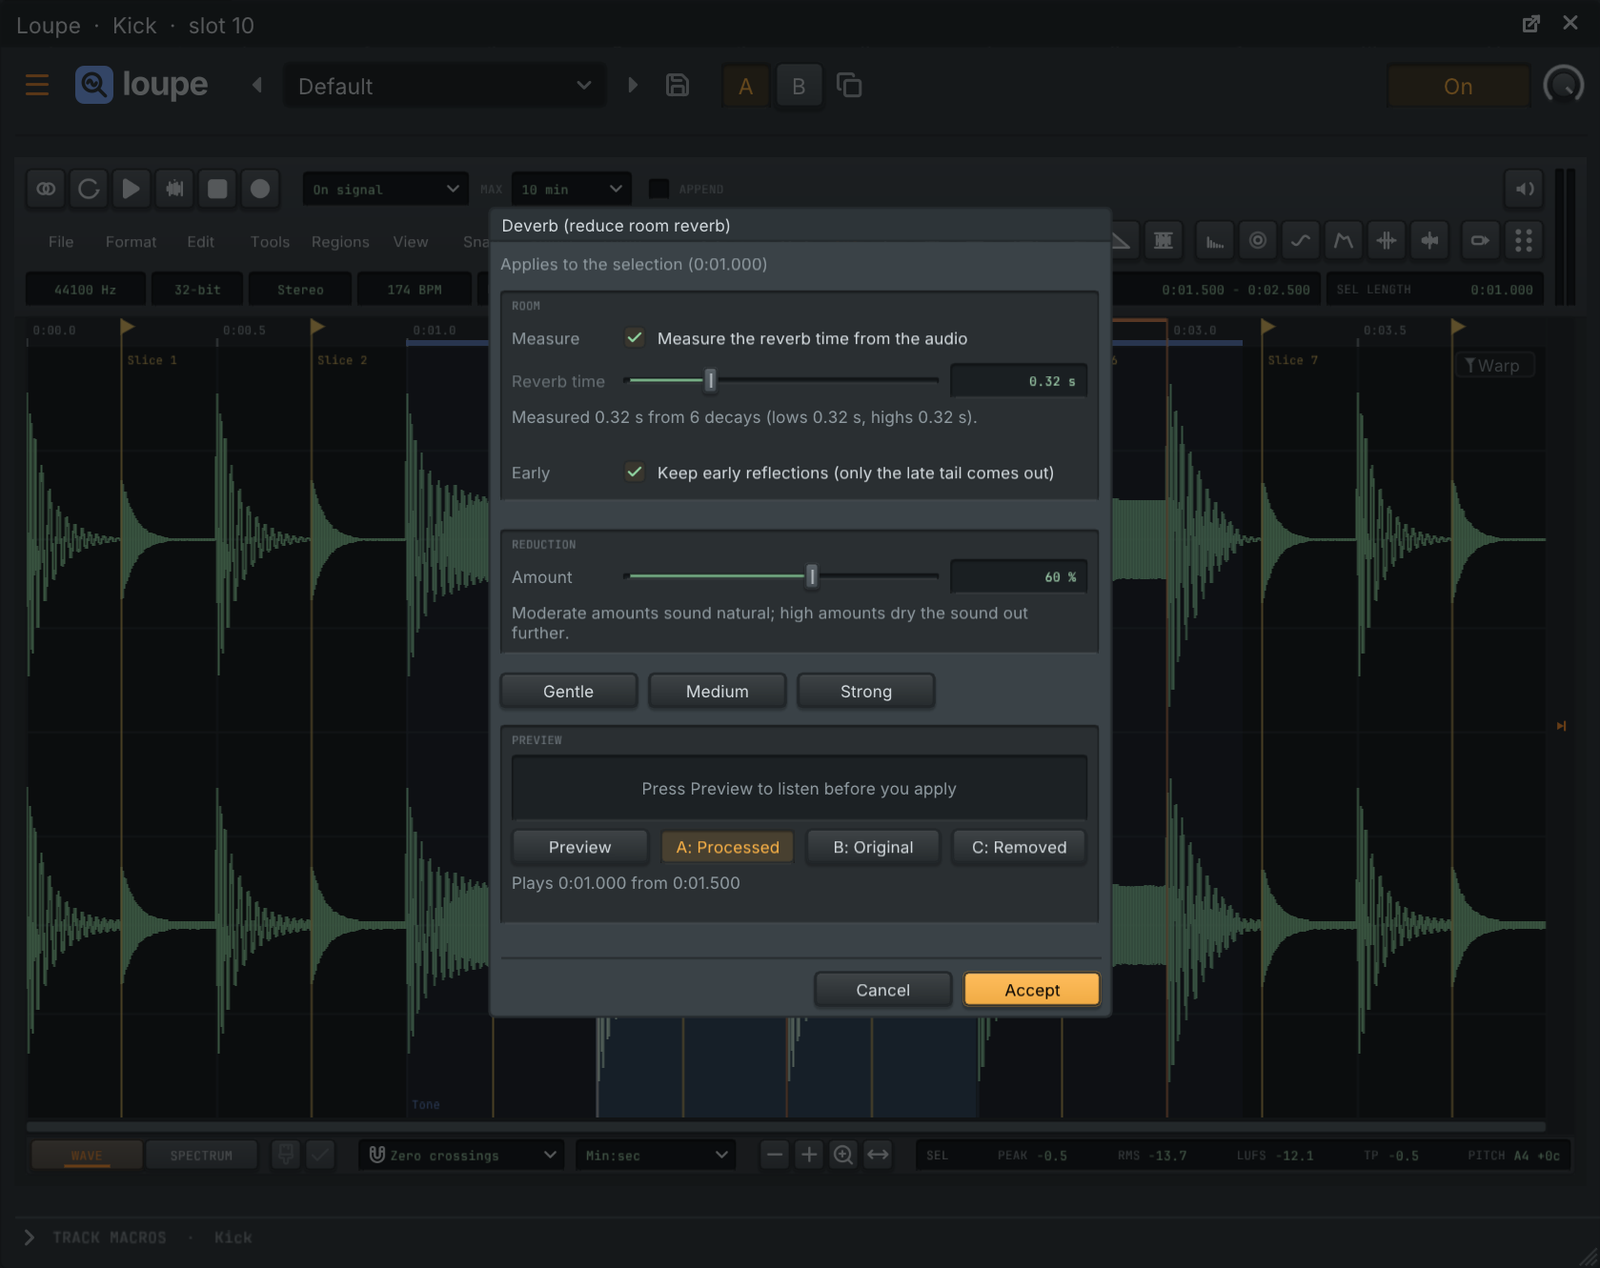 Loupe · Kick · slot 10
loupe
Default
A
B
On
On signal
MAX
10 min
APPEND
File
Format
Edit
Tools
Regions
View
44100 Hz
32-bit
Stereo
174 BPM
0:01.500 - 0:02.500
SEL LENGTH
0:01.000
0:00.0
0:00.5
0:01.0
0:03.0
0:03.5
Slice 1
Slice 2
6
Slice 7
Warp
Deverb (reduce room reverb)
Applies to the selection (0:01.000)
ROOM
Measure
Measure the reverb time from the audio
Reverb time
0.32 s
Measured 0.32 s from 6 decays (lows 0.32 s, highs 0.32 s).
Early
Keep early reflections (only the late tail comes out)
REDUCTION
Amount
60 %
Moderate amounts sound natural; high amounts dry the sound out
further.
Gentle
Medium
Strong
PREVIEW
Press Preview to listen before you apply
Preview
A: Processed
B: Original
C: Removed
Plays 0:01.000 from 0:01.500
Cancel
Accept
Tone
WAVE
SPECTRUM
Zero crossings
Min:sec
SEL
PEAK -0.5
RMS -13.7
LUFS -12.1
TP -0.5
PITCH A4 +0c
TRACK MACROS · Kick